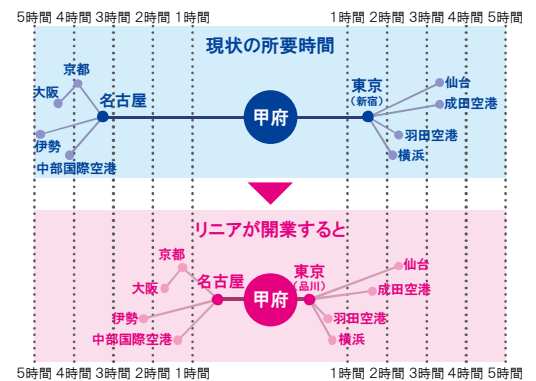 5時間 4時間 3時間 2時間 1時間 1時間 2時間 3時間 4時間 5時間
現状の所要時間
京都
大阪
名古屋
伊勢
中部国際空港
甲府
東京
（新宿）
仙台
成田空港
羽田空港
横浜
リニアが開業すると
京都
大阪
名古屋
伊勢
中部国際空港
甲府
東京
（品川）
仙台
成田空港
羽田空港
横浜
5時間 4時間 3時間 2時間 1時間 1時間 2時間 3時間 4時間 5時間